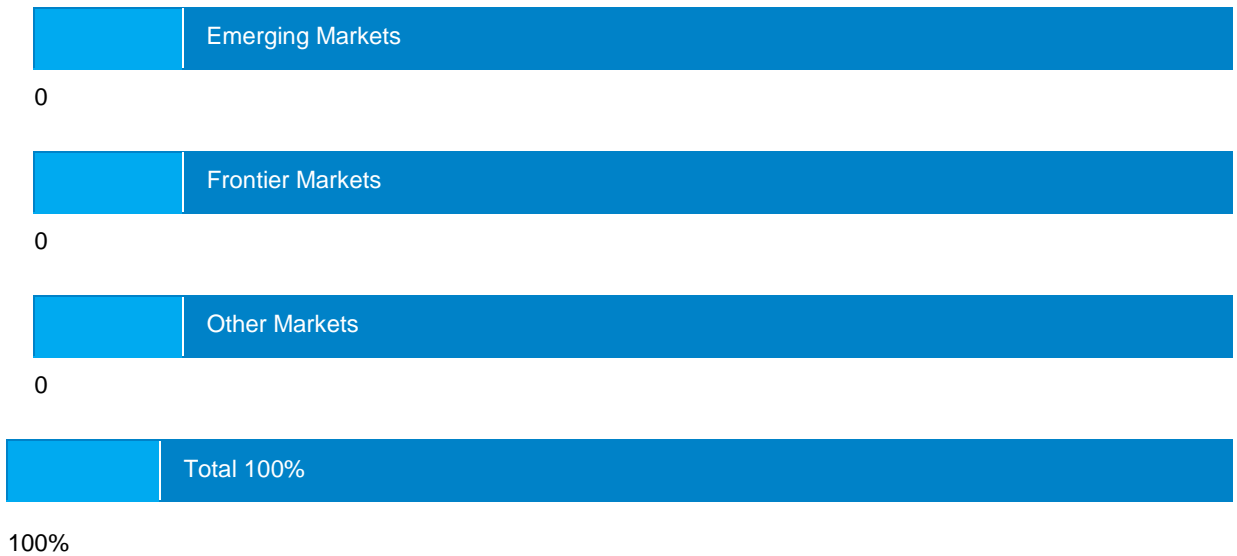 Emerging Markets
0
Frontier Markets
0
Other Markets
0
Total 100%
100%